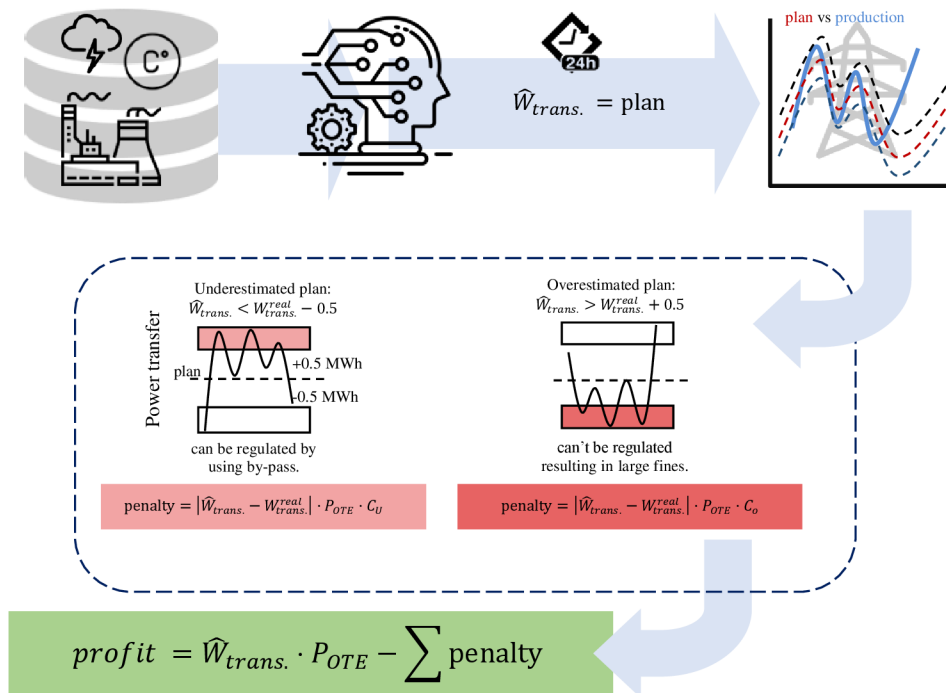 C°
24h
Ŵ_trans. = plan
plan vs production
Underestimated plan:
Ŵ_trans. < W_trans.^real − 0.5
Power transfer
plan
+0.5 MWh
-0.5 MWh
can be regulated by
using by-pass.
penalty = |Ŵ_trans. − W_trans.^real| · P_OTE · C_U
Overestimated plan:
Ŵ_trans. > W_trans.^real + 0.5
can't be regulated
resulting in large fines.
penalty = |Ŵ_trans. − W_trans.^real| · P_OTE · C_o
profit = Ŵ_trans. · P_OTE − ∑ penalty